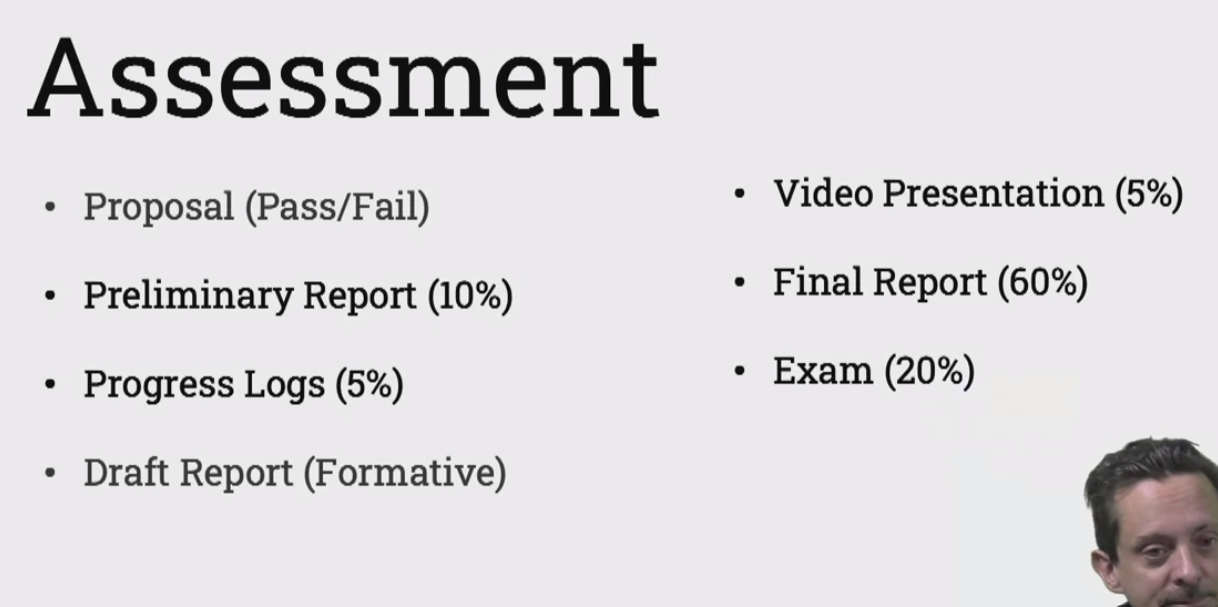 Assessment
• Proposal (Pass/Fail)
• Preliminary Report (10%)
• Progress Logs (5%)
• Draft Report (Formative)
• Video Presentation (5%)
• Final Report (60%)
• Exam (20%)